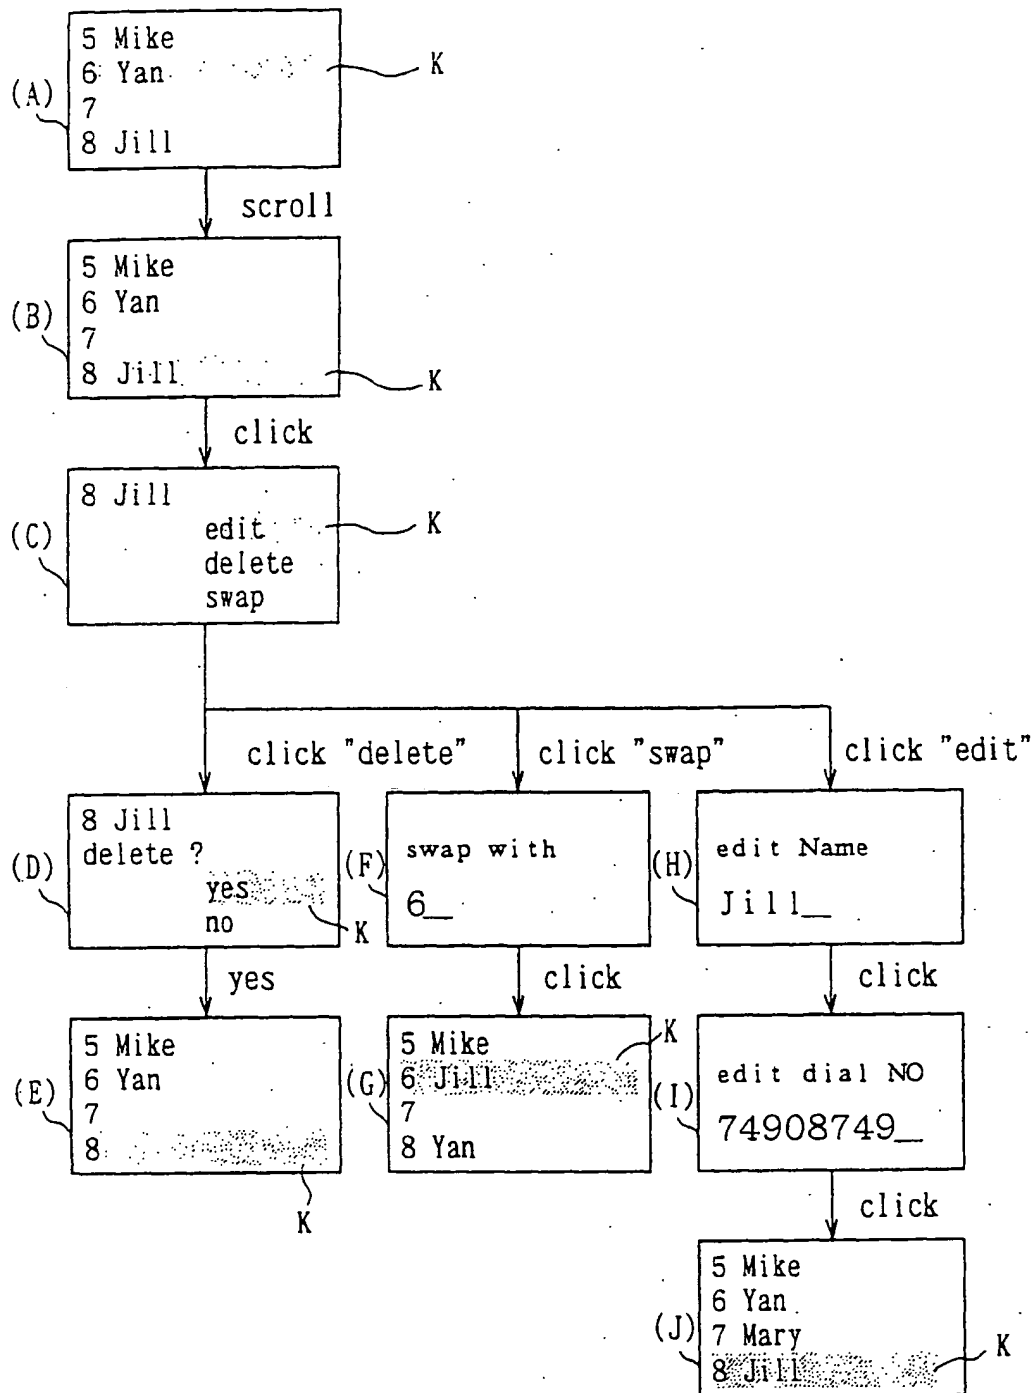 5 Mike
6 Yan
7
8 Jill
(A)
K
scroll
5 Mike
6 Yan
7
8 Jill
(B)
K
click
8 Jill
edit
delete
swap
(C)
K
click "delete"
click "swap"
click "edit"
8 Jill
delete ?
yes
no
(D)
K
swap with
6_
(F)
edit Name
Jill_
(H)
yes
click
click
5 Mike
6 Yan
7
8
(E)
K
5 Mike
6 Jill
7
8 Yan
(G)
K
edit dial NO
74908749_
(I)
click
5 Mike
6 Yan
7 Mary
8 Jill
(J)
K